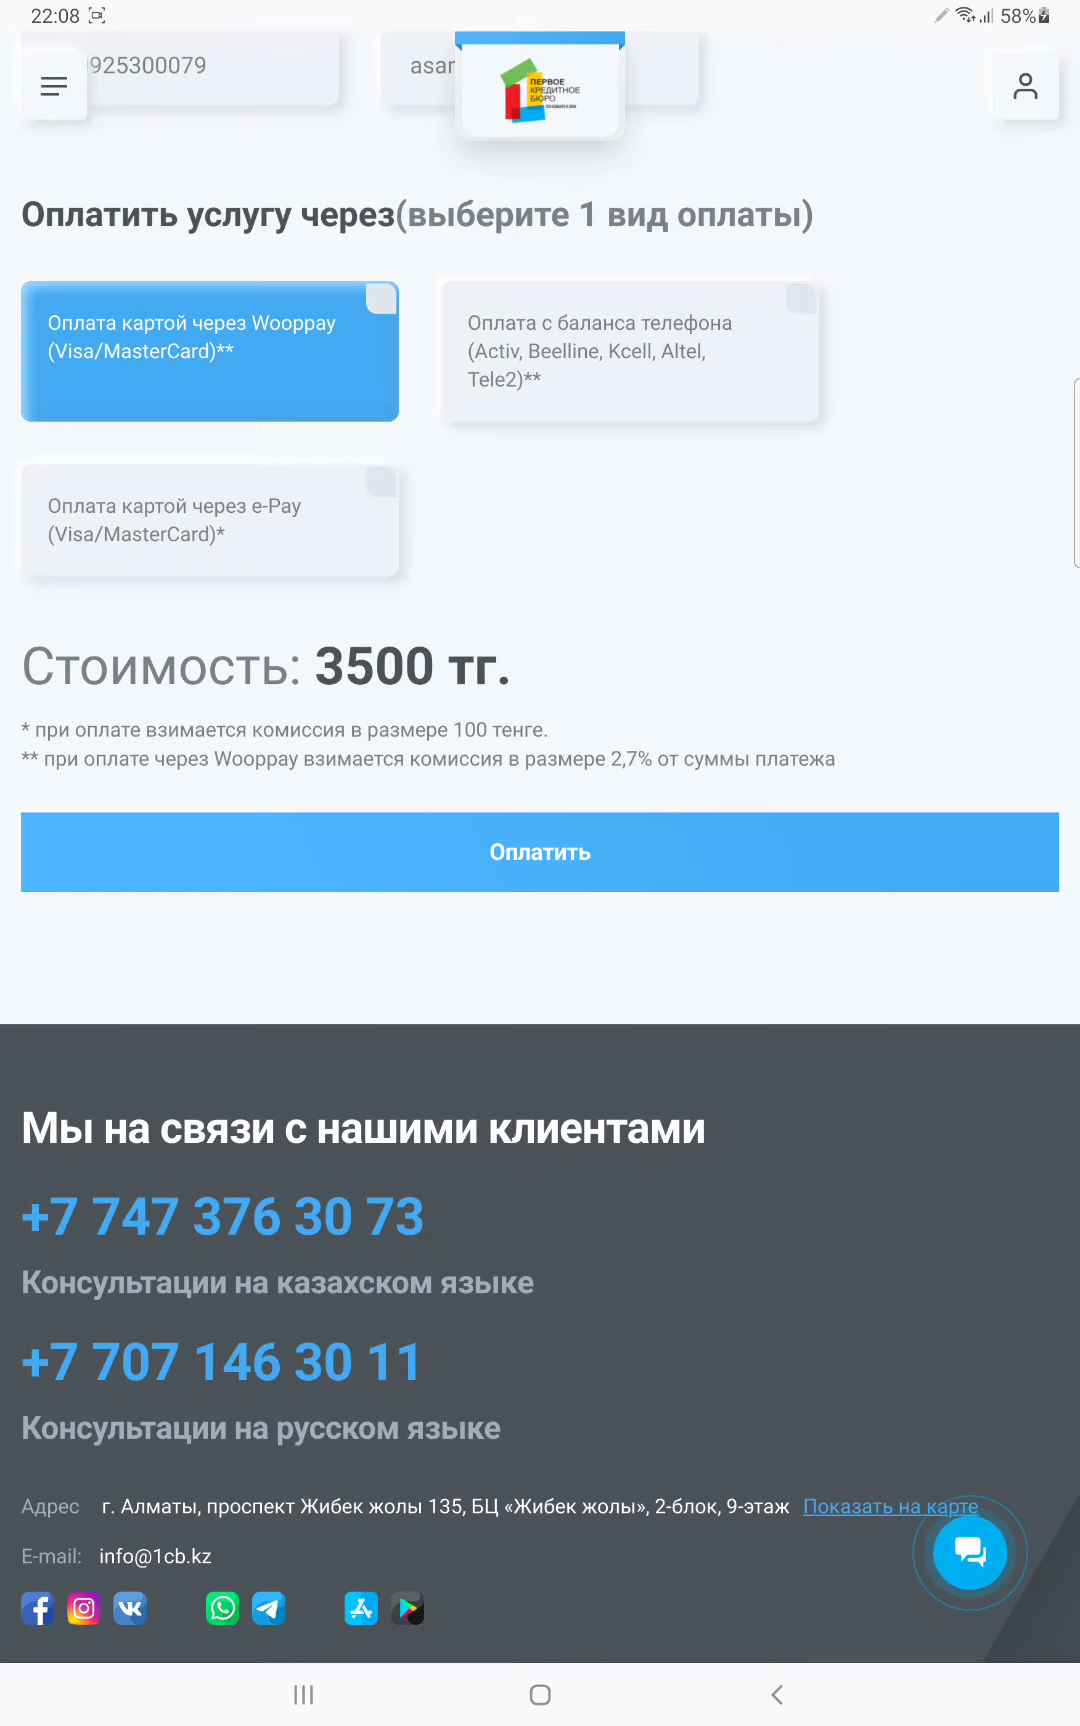 22:08
58%
925300079
asar
ПЕРВОЕ
КРЕДИТНОЕ
БЮРО
Оплатить услугу через(выберите 1 вид оплаты)
Оплата картой через Wooppay
(Visa/MasterCard)**
Оплата с баланса телефона
(Activ, Beelline, Kcell, Altel,
Tele2)**
Оплата картой через e-Pay
(Visa/MasterCard)*
Стоимость: 3500 тг.
* при оплате взимается комиссия в размере 100 тенге.
** при оплате через Wooppay взимается комиссия в размере 2,7% от суммы платежа
Оплатить
Мы на связи с нашими клиентами
+7 747 376 30 73
Консультации на казахском языке
+7 707 146 30 11
Консультации на русском языке
Адрес г. Алматы, проспект Жибек жолы 135, БЦ «Жибек жолы», 2-блок, 9-этаж Показать на карте
E-mail: info@1cb.kz